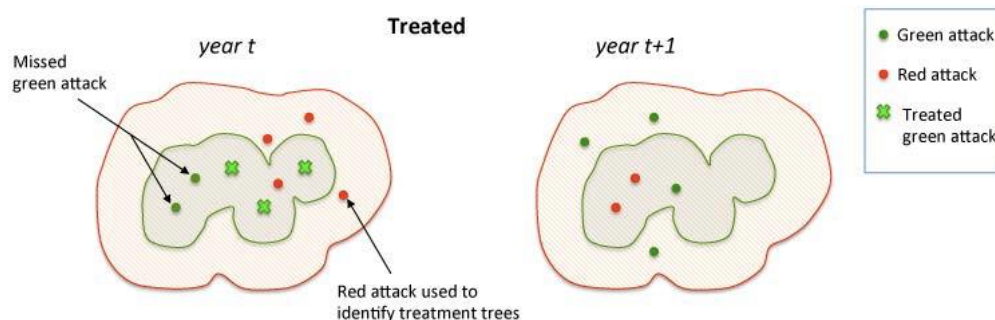 Treated
year t
year t+1
Missed
green attack
Red attack used to
identify treatment trees
Green attack
Red attack
Treated
green attack